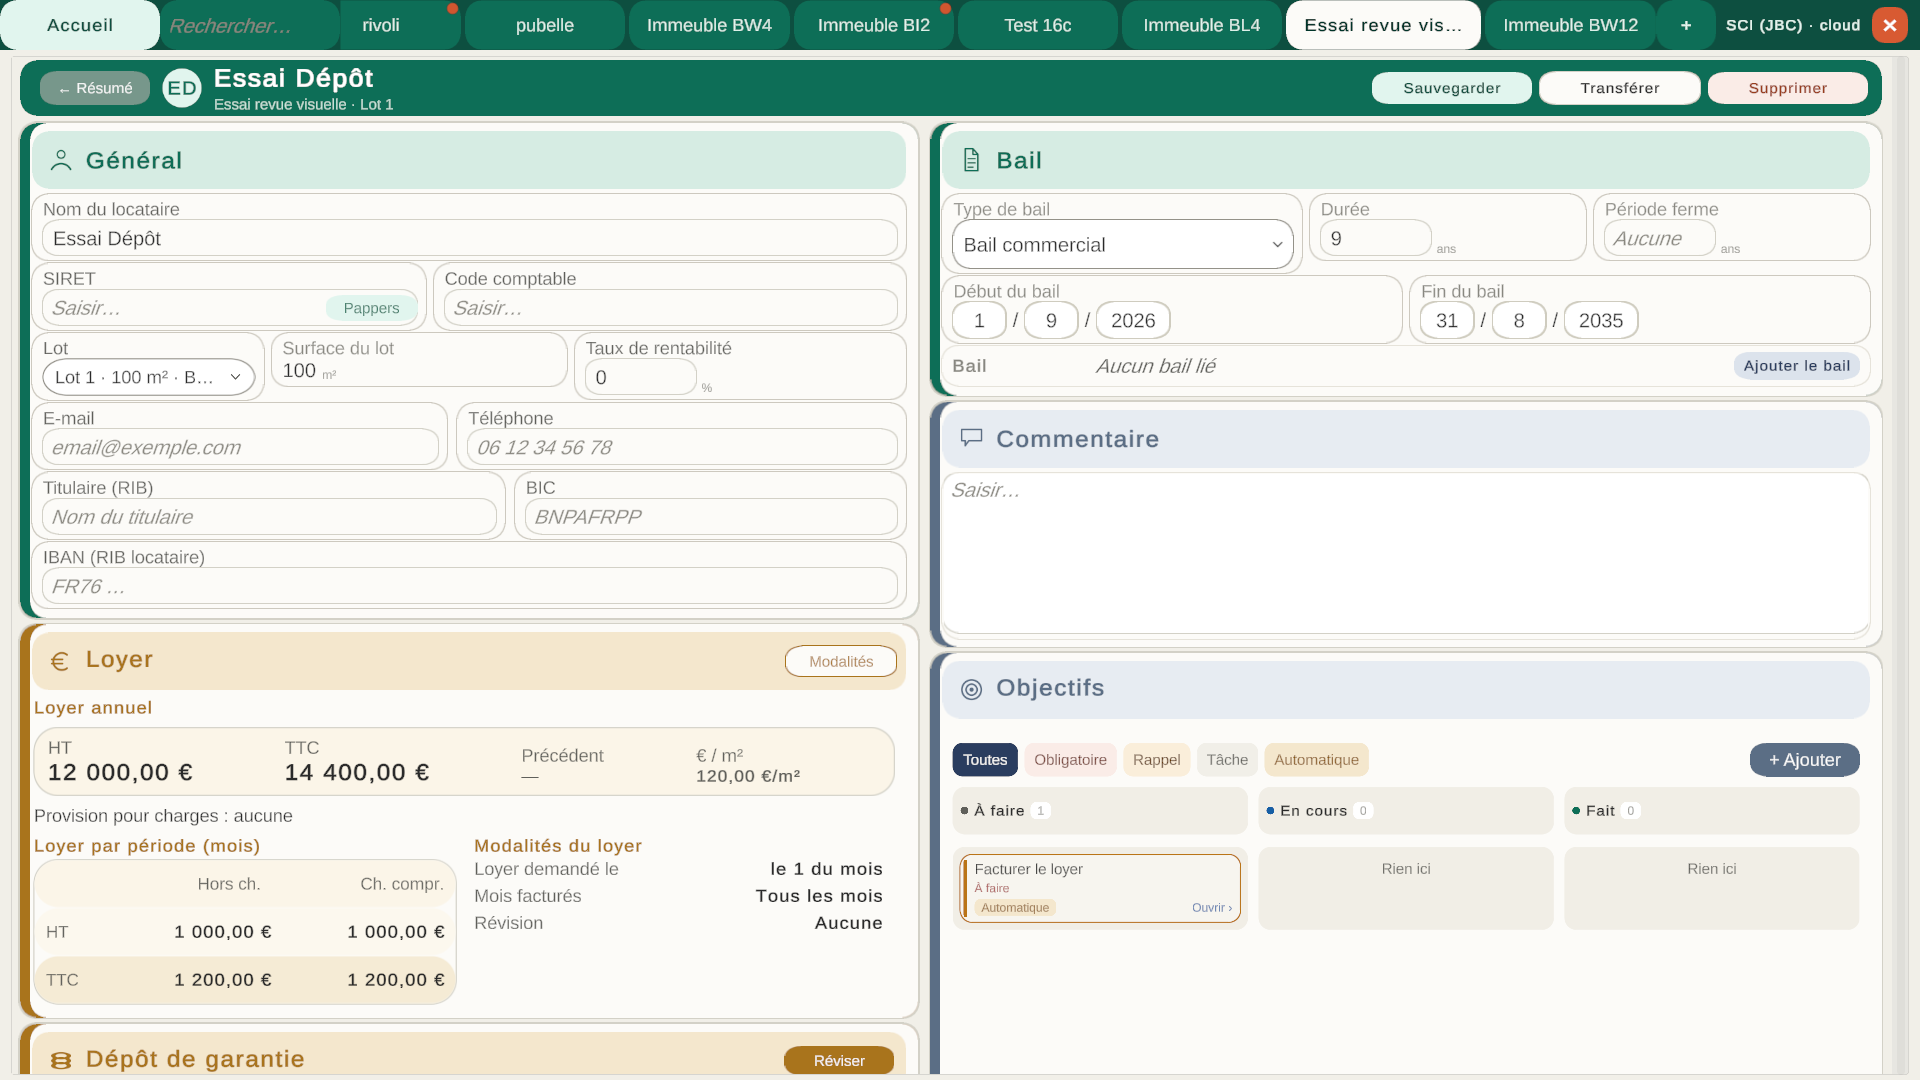 Accueil
Rechercher…
rivoli
pubelle
Immeuble BW4
Immeuble BI2
Test 16c
Immeuble BL4
Essai revue vis…
Immeuble BW12
+
SCI (JBC) · cloud
×
← Résumé
ED
Essai Dépôt
Essai revue visuelle · Lot 1
Sauvegarder
Transférer
Supprimer
Général
Nom du locataire
Essai Dépôt
SIRET
Saisir…
Pappers
Code comptable
Saisir…
Lot
Lot 1 · 100 m² · B…
Surface du lot
100 m²
Taux de rentabilité
0 %
E-mail
email@exemple.com
Téléphone
06 12 34 56 78
Titulaire (RIB)
Nom du titulaire
BIC
BNPAFRPP
IBAN (RIB locataire)
FR76 …
Loyer
Modalités
Loyer annuel
HT
12 000,00 €
TTC
14 400,00 €
Précédent
—
€ / m²
120,00 €/m²
Provision pour charges : aucune
Loyer par période (mois)
Hors ch. Ch. compr.
HT 1 000,00 € 1 000,00 €
TTC 1 200,00 € 1 200,00 €
Modalités du loyer
Loyer demandé le le 1 du mois
Mois facturés Tous les mois
Révision Aucune
Dépôt de garantie
Réviser
Bail
Type de bail
Bail commercial
Durée
9 ans
Période ferme
Aucune ans
Début du bail
1 / 9 / 2026
Fin du bail
31 / 8 / 2035
Bail Aucun bail lié Ajouter le bail
Commentaire
Saisir…
Objectifs
Toutes
Obligatoire
Rappel
Tâche
Automatique
+ Ajouter
À faire 1
En cours 0
Fait 0
Facturer le loyer
À faire
Automatique
Ouvrir ›
Rien ici
Rien ici